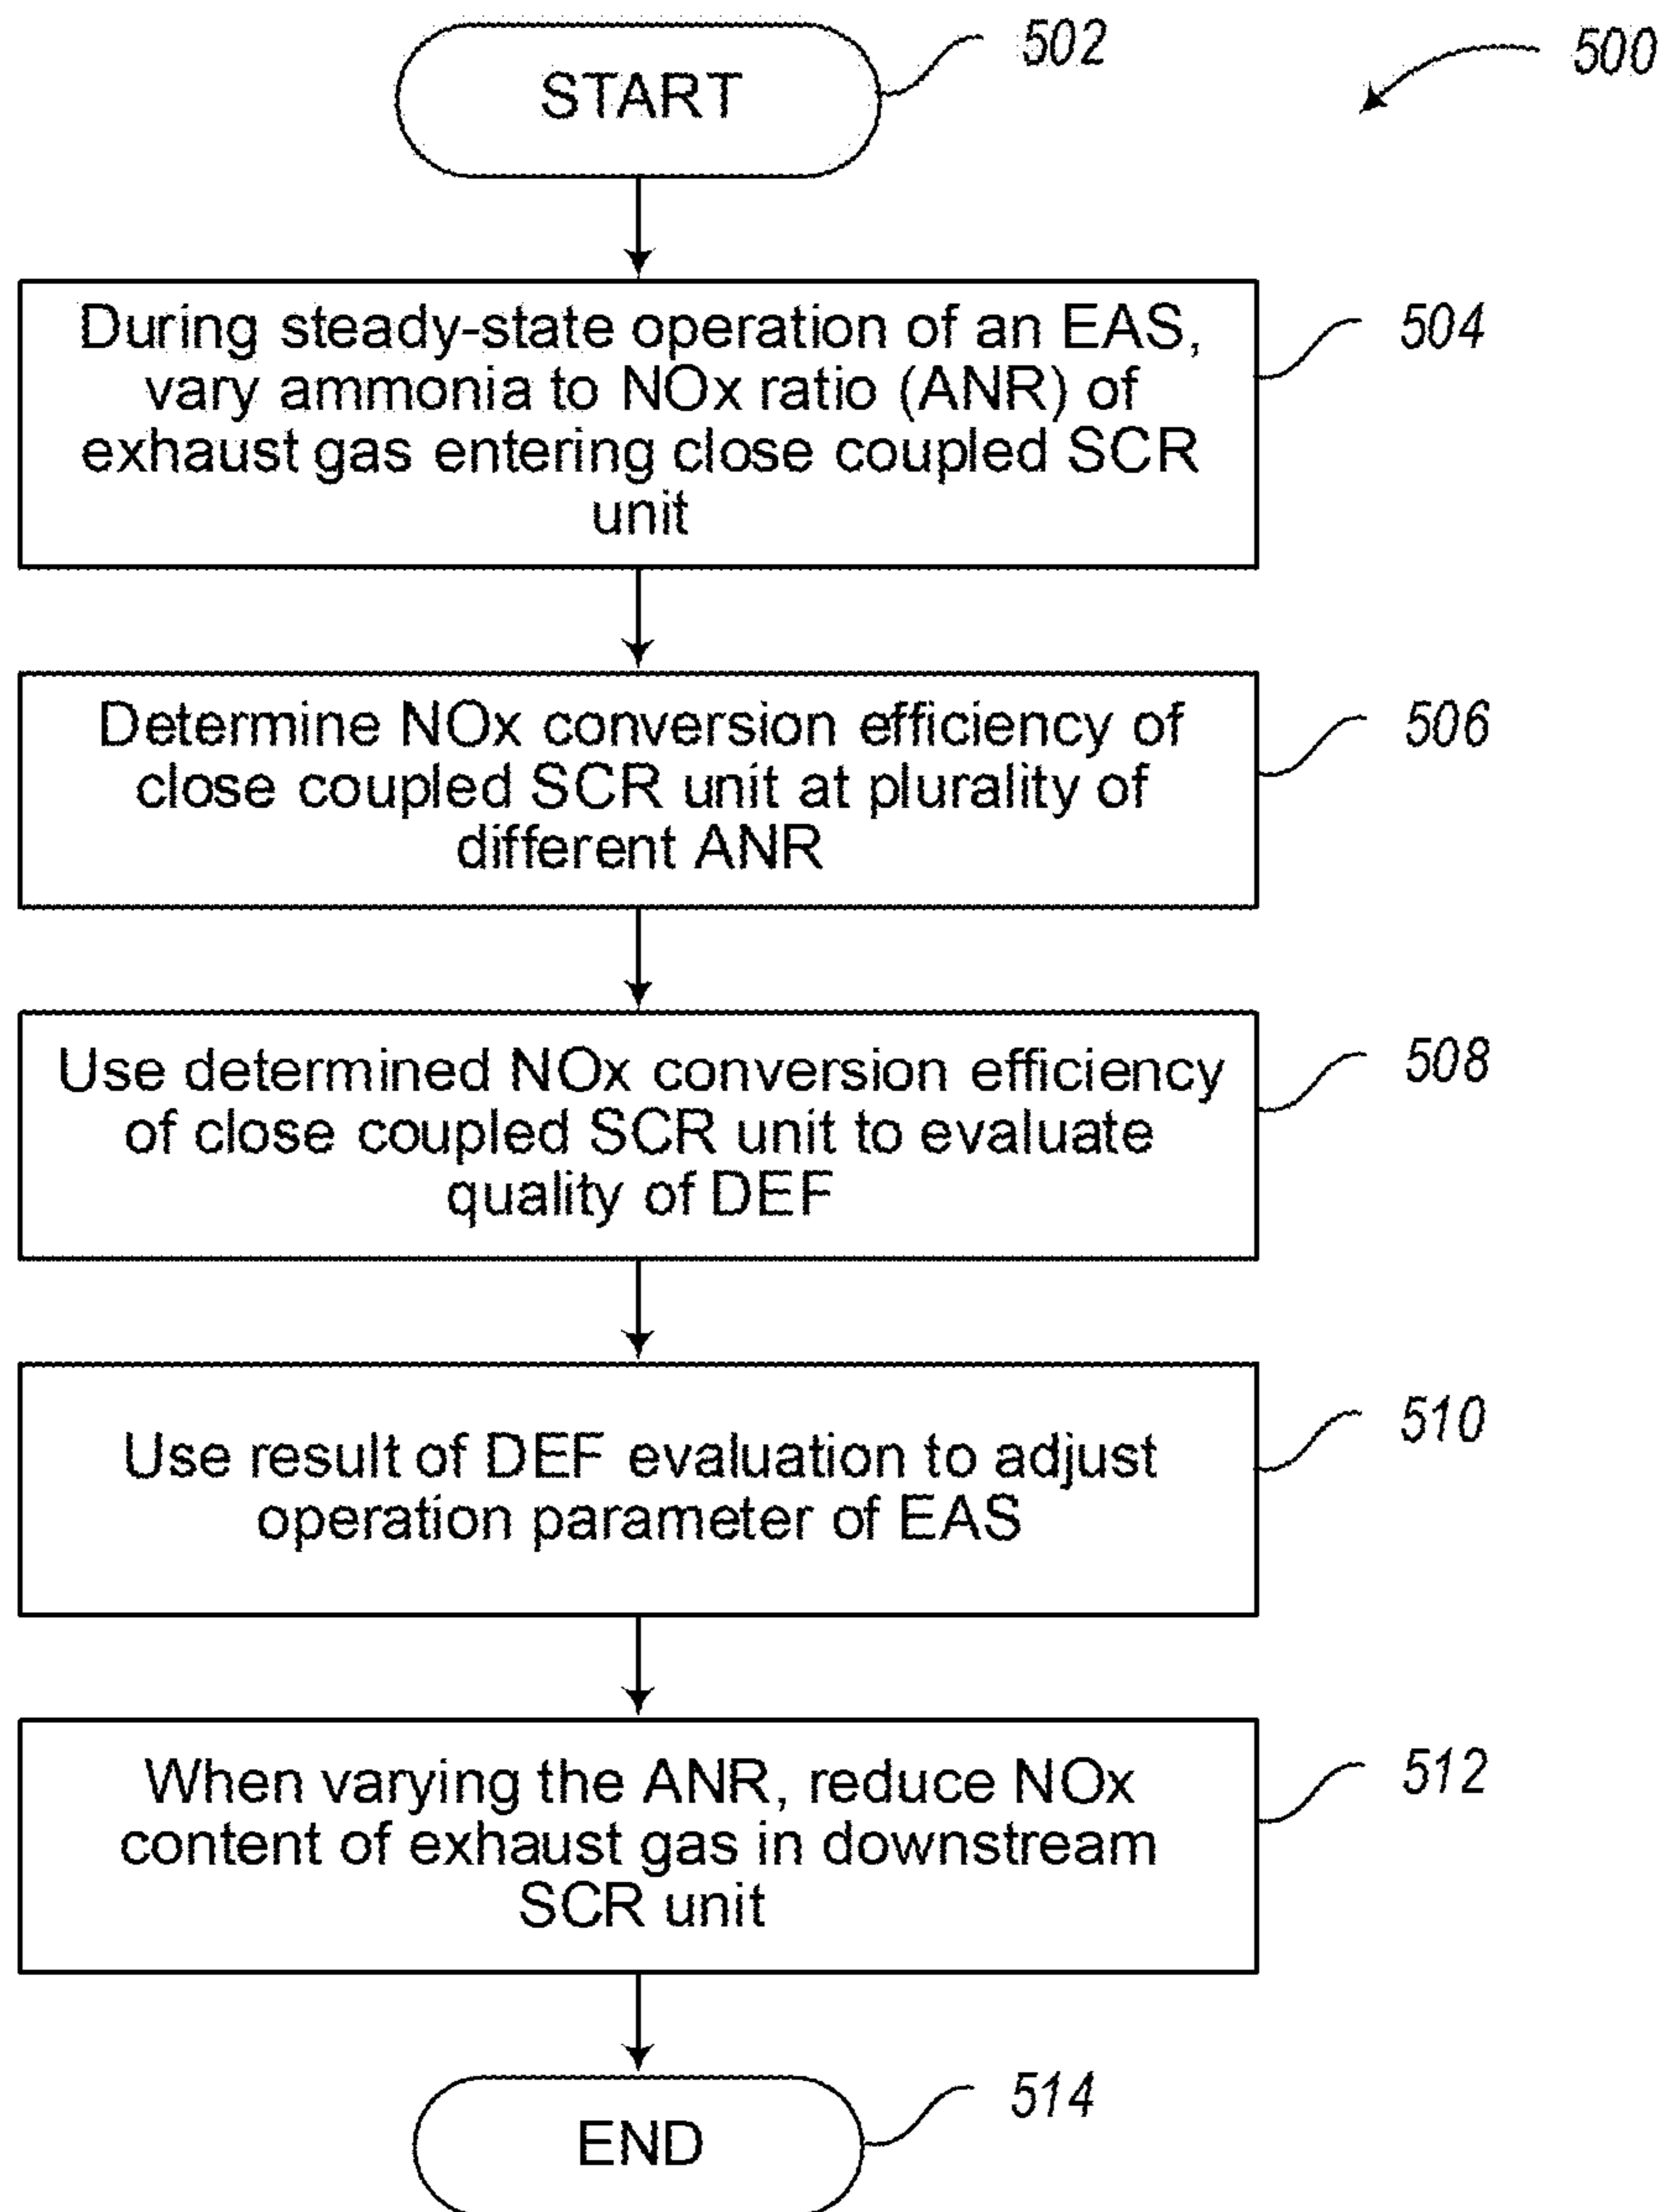 START
502
500
During steady-state operation of an EAS,
vary ammonia to NOx ratio (ANR) of
exhaust gas entering close coupled SCR
unit
504
Determine NOx conversion efficiency of
close coupled SCR unit at plurality of
different ANR
506
Use determined NOx conversion efficiency
of close coupled SCR unit to evaluate
quality of DEF
508
Use result of DEF evaluation to adjust
operation parameter of EAS
510
When varying the ANR, reduce NOx
content of exhaust gas in downstream
SCR unit
512
END
514